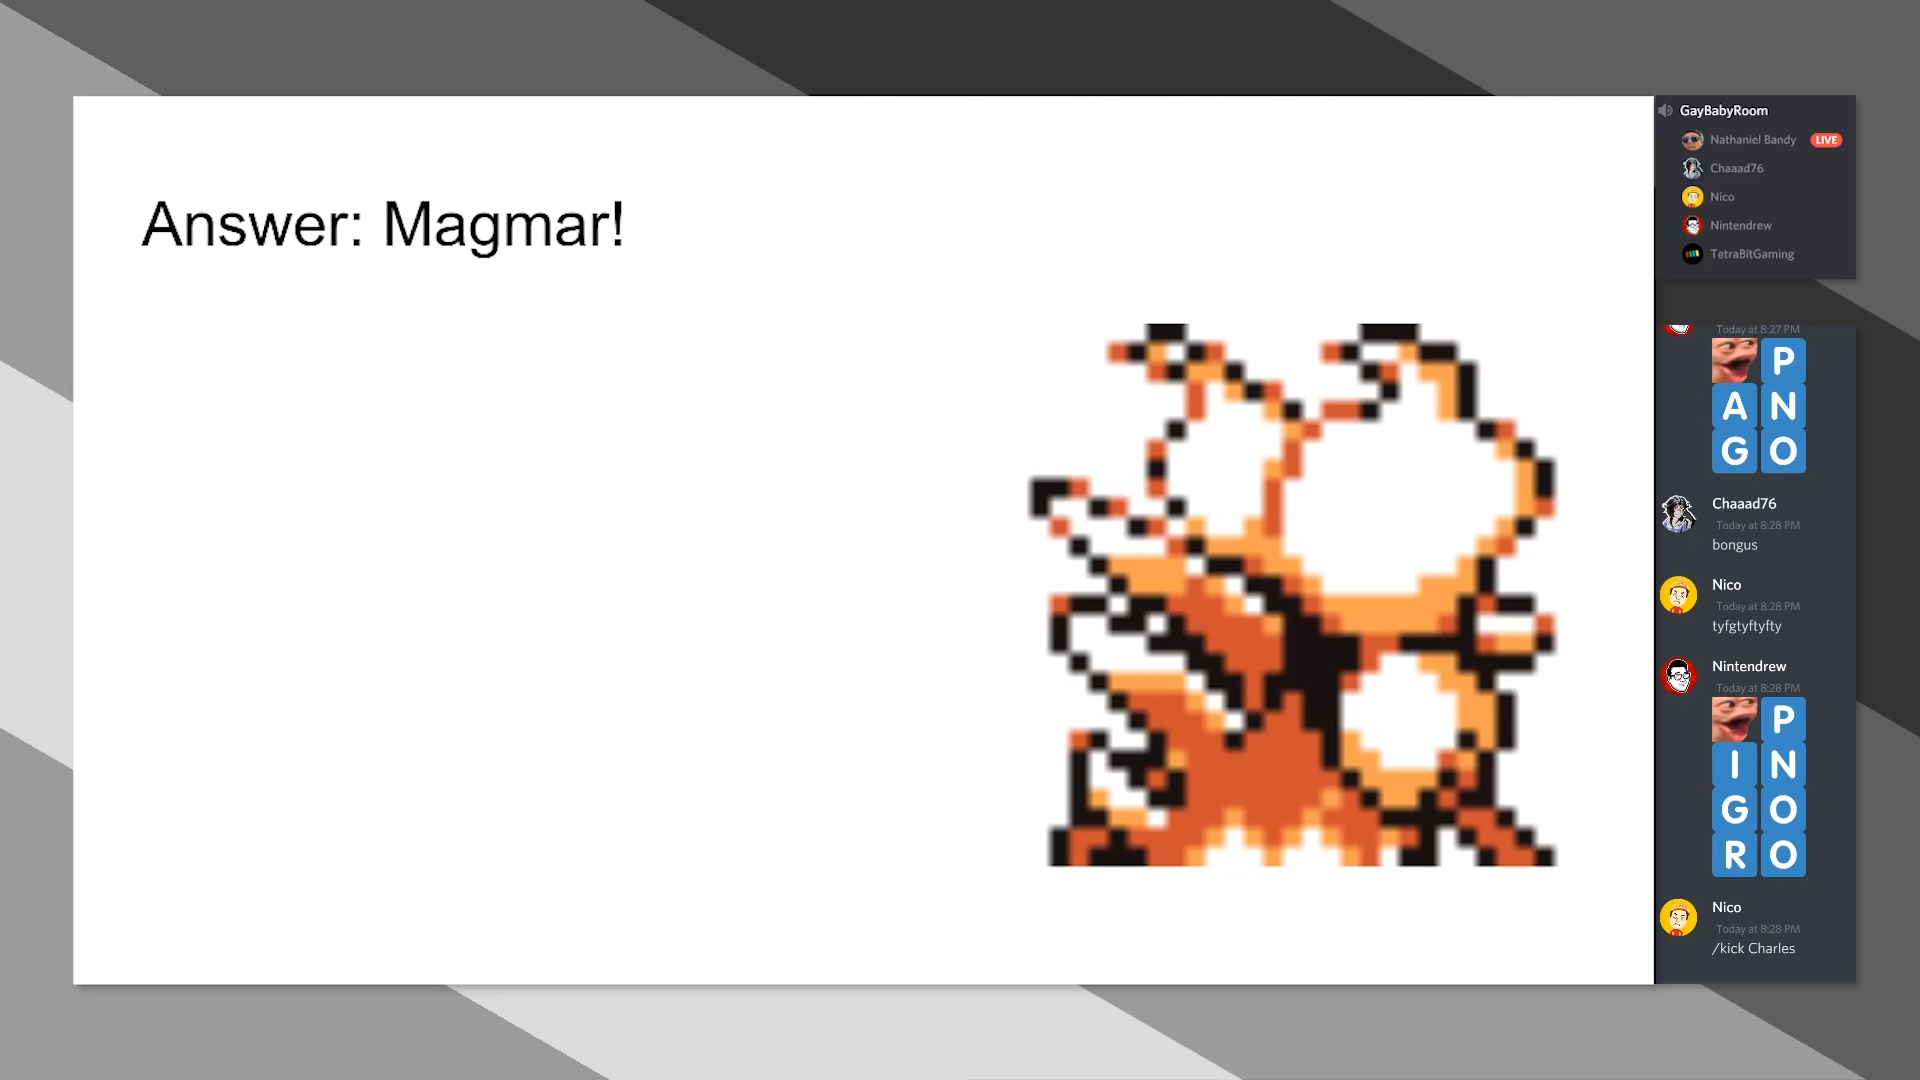 Answer: Magmar!
GayBabyRoom
Nathaniel Bandy LIVE
Chaaad76
Nico
Nintendrew
TetraBitGaming
Today at 8:27 PM
P
A N
G O
Chaaad76
Today at 8:28 PM
bongus
Nico
Today at 8:28 PM
tyfgtyftyfty
Nintendrew
Today at 8:28 PM
P
I N
G O
R O
Nico
Today at 8:28 PM
/kick Charles